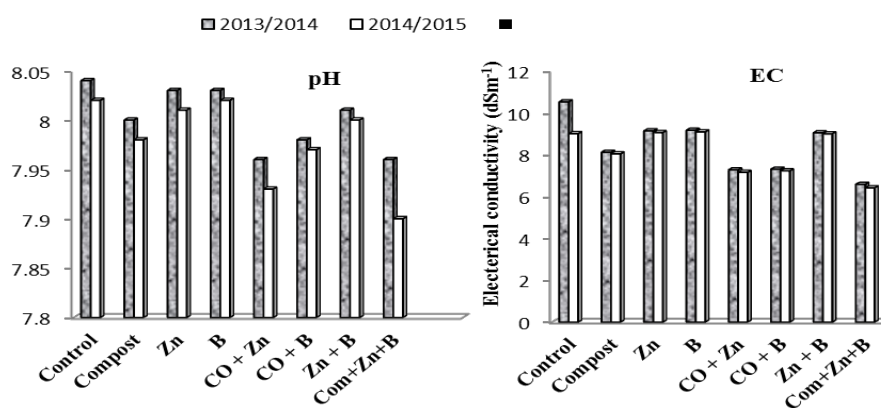 2013/2014 2014/2015
pH
8.05
8
7.95
7.9
7.85
7.8
Control
Compost
Zn
B
CO + Zn
CO + B
Zn + B
Com+Zn+B
EC
Electerical conductivity (dSm-1)
12
10
8
6
4
2
0
Control
Compost
Zn
B
CO + Zn
CO + B
Zn + B
Com+Zn+B